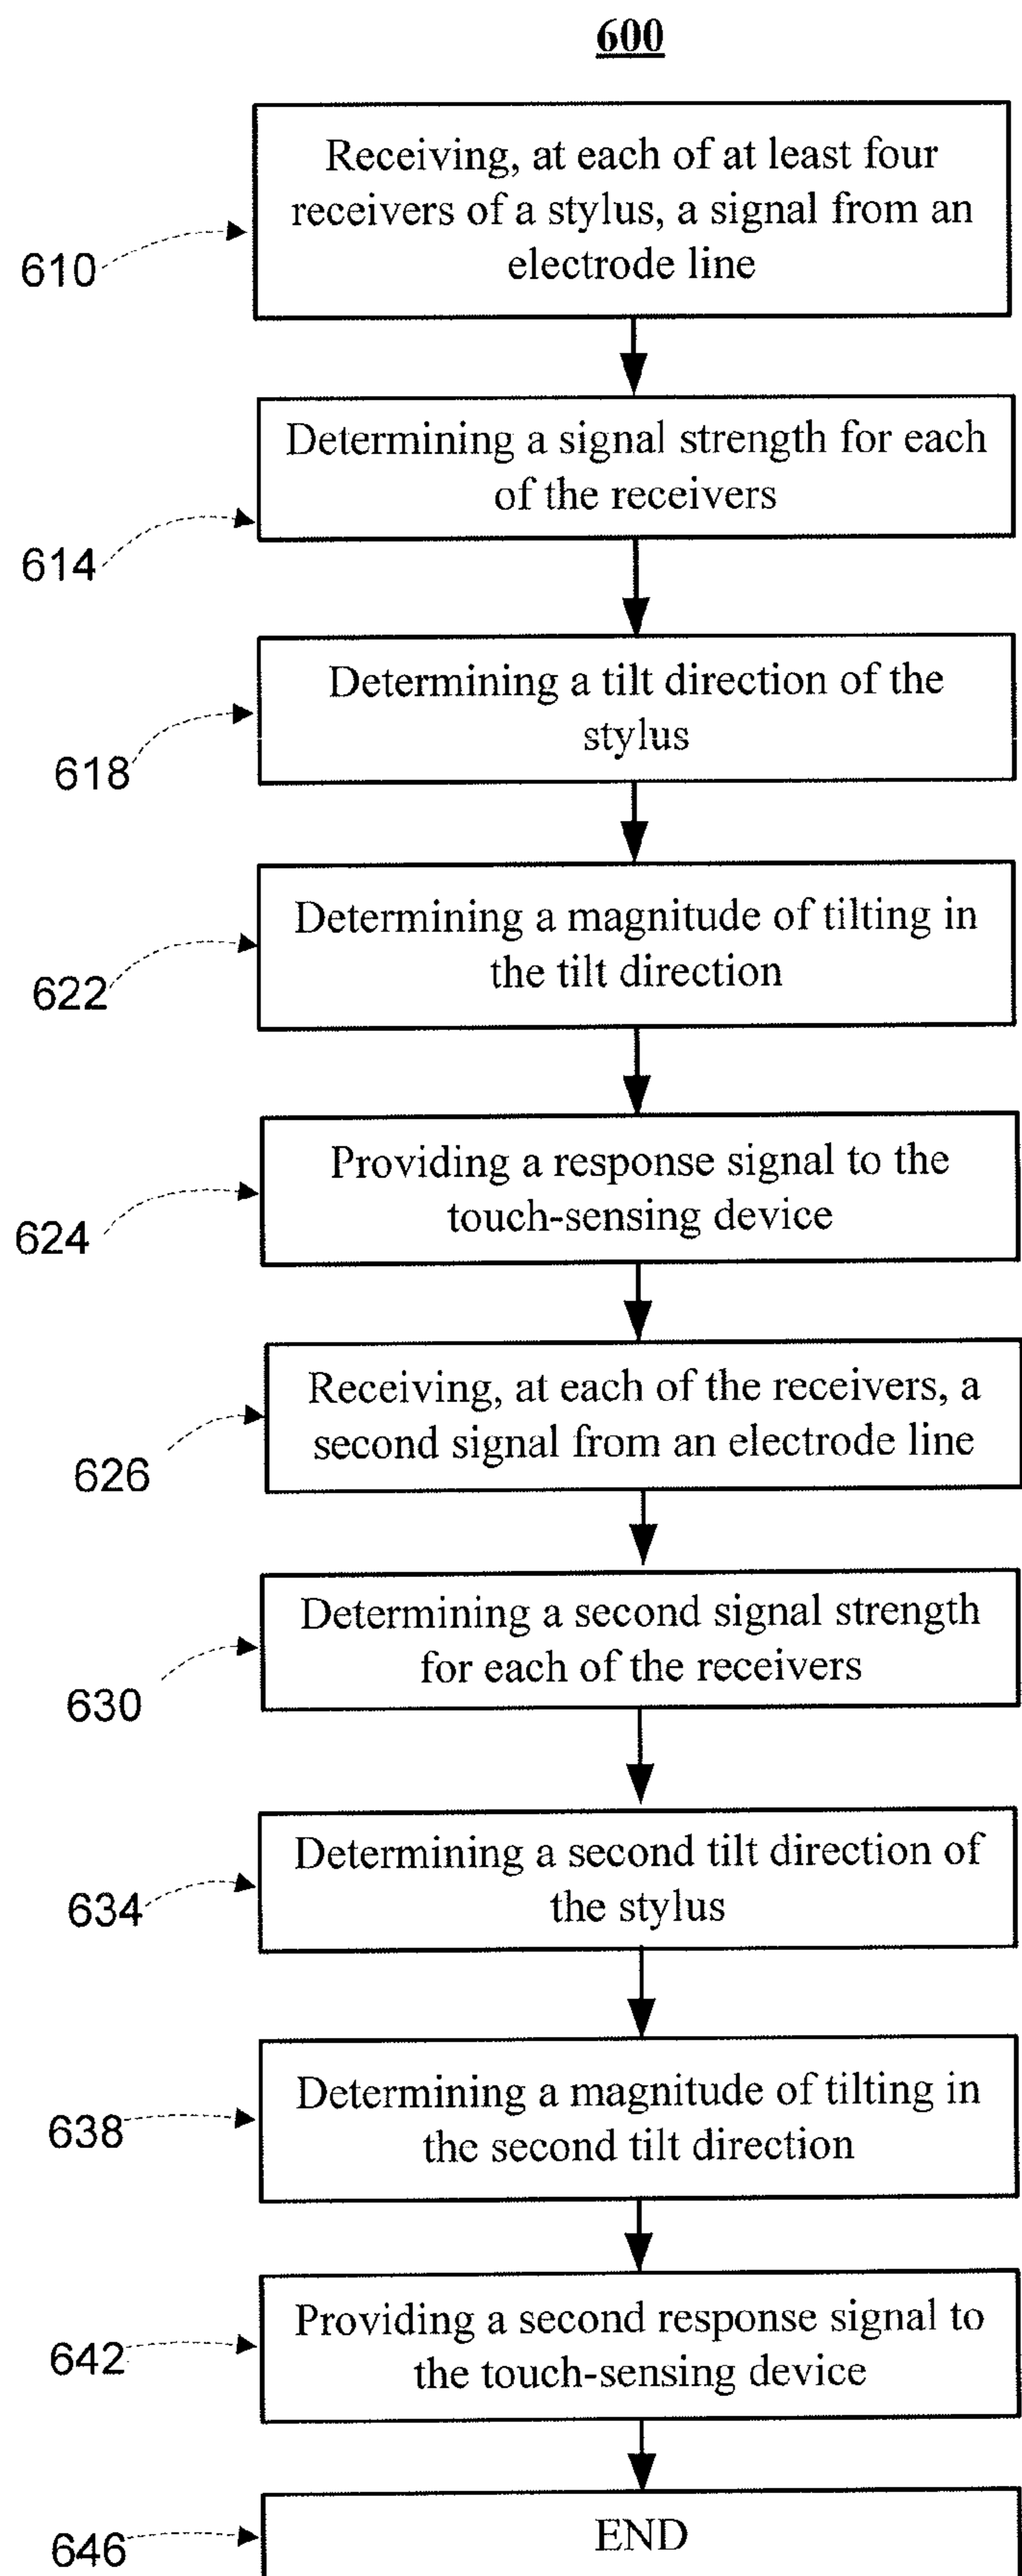 600
Receiving, at each of at least four
receivers of a stylus, a signal from an
electrode line
610
Determining a signal strength for each
of the receivers
614
Determining a tilt direction of the
stylus
618
Determining a magnitude of tilting in
the tilt direction
622
Providing a response signal to the
touch-sensing device
624
Receiving, at each of the receivers, a
second signal from an electrode line
626
Determining a second signal strength
for each of the receivers
630
Determining a second tilt direction of
the stylus
634
Determining a magnitude of tilting in
the second tilt direction
638
Providing a second response signal to
the touch-sensing device
642
END
646